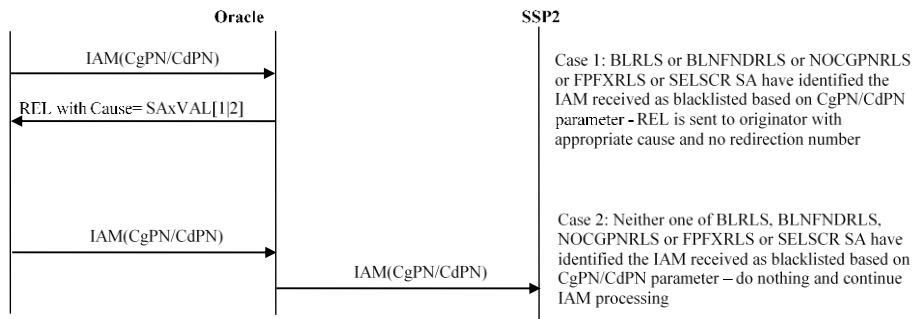 Oracle
SSP2
IAM(CgPN/CdPN)
REL with Cause= SAxVAL[1|2]
Case 1: BLRLS or BLNFNDRLS or NOCGPNRLS
or FPFXRLS or SELSCR SA have identified the
IAM received as blacklisted based on CgPN/CdPN
parameter - REL is sent to originator with
appropriate cause and no redirection number
IAM(CgPN/CdPN)
IAM(CgPN/CdPN)
Case 2: Neither one of BLRLS, BLNFNDRLS,
NOCGPNRLS or FPFXRLS or SELSCR SA have
identified the IAM received as blacklisted based on
CgPN/CdPN parameter – do nothing and continue
IAM processing